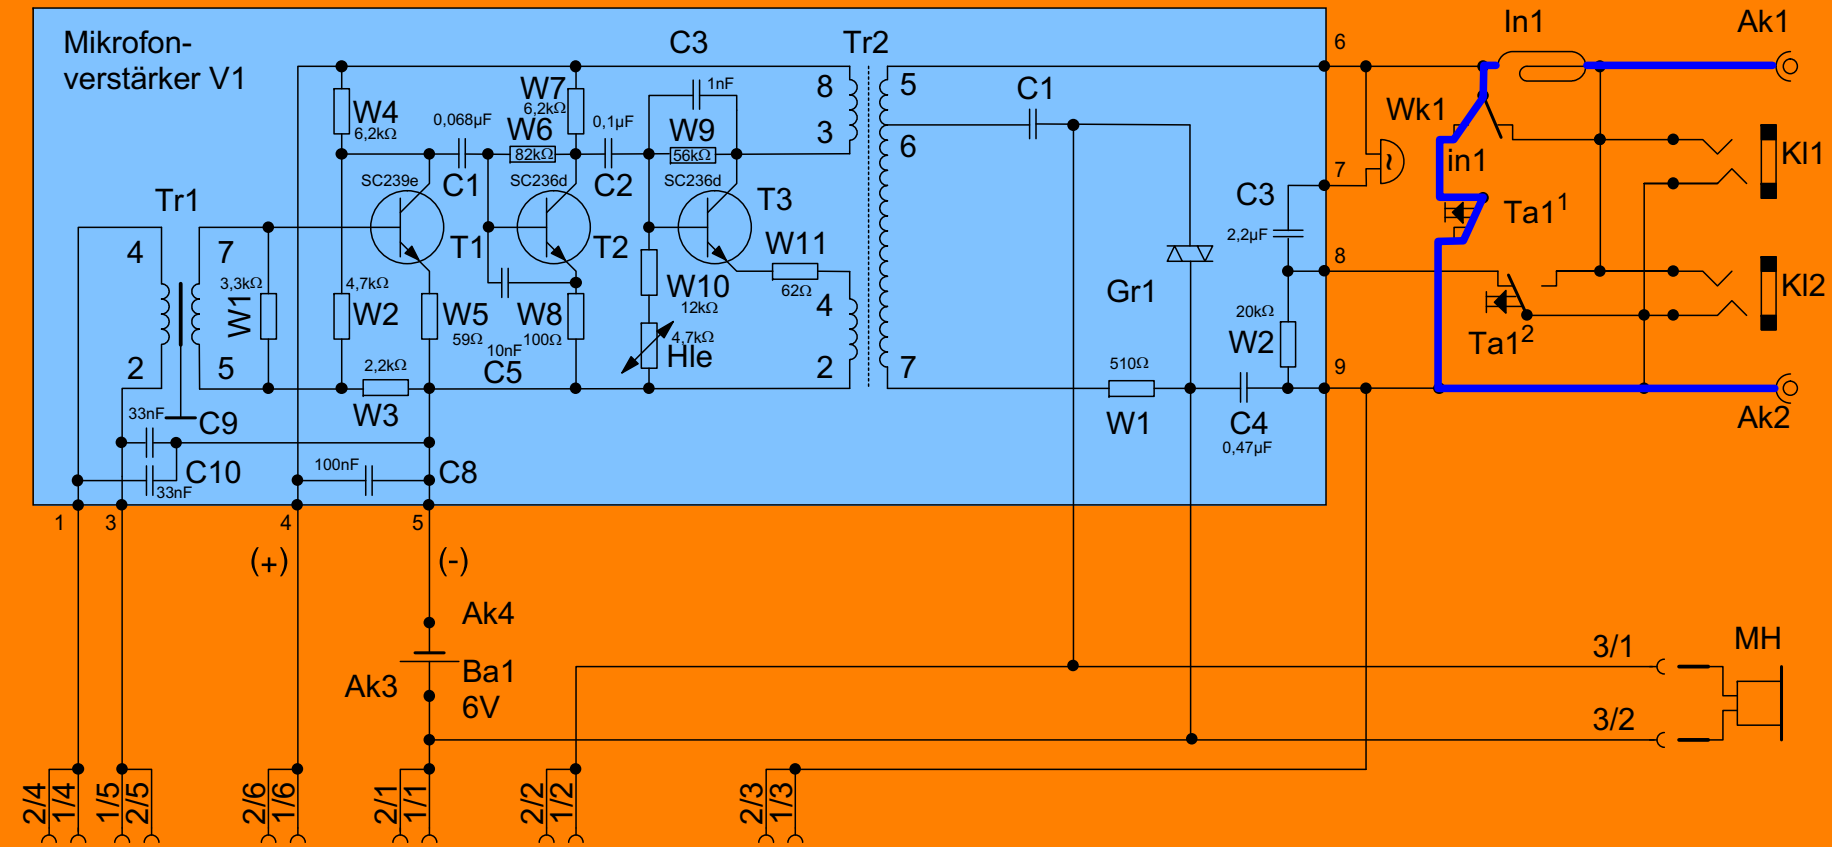 Mikrofon-
verstärker V1
C3
Tr2
6
In1
Ak1
1nF
W7
6,2kΩ
W4
6,2kΩ
8
5
C1
Wk1
0,068µF
W6
0,1µF
W9
3
6
82kΩ
56kΩ
in1
Kl1
7
SC239e
C1
SC236d
C2
SC236d
T3
C3
Ta1¹
Tr1
T1
T2
W11
2,2µF
4
7
8
3,3kΩ
W1
4,7kΩ
W2
W5
59Ω
W8
100Ω
W10
12kΩ
62Ω
4
Gr1
Kl2
20kΩ
W2
Ta1²
4,7kΩ
Hle
10nF
C5
2
5
2,2kΩ
W3
2
7
510Ω
W1
9
C4
0,47µF
Ak2
33nF
C9
C10
33nF
100nF
C8
1
3
4
5
(+)
(-)
Ak4
Ba1
6V
Ak3
3/1
MH
3/2
2/4
1/4
1/5
2/5
2/6
1/6
2/1
1/1
2/2
1/2
2/3
1/3